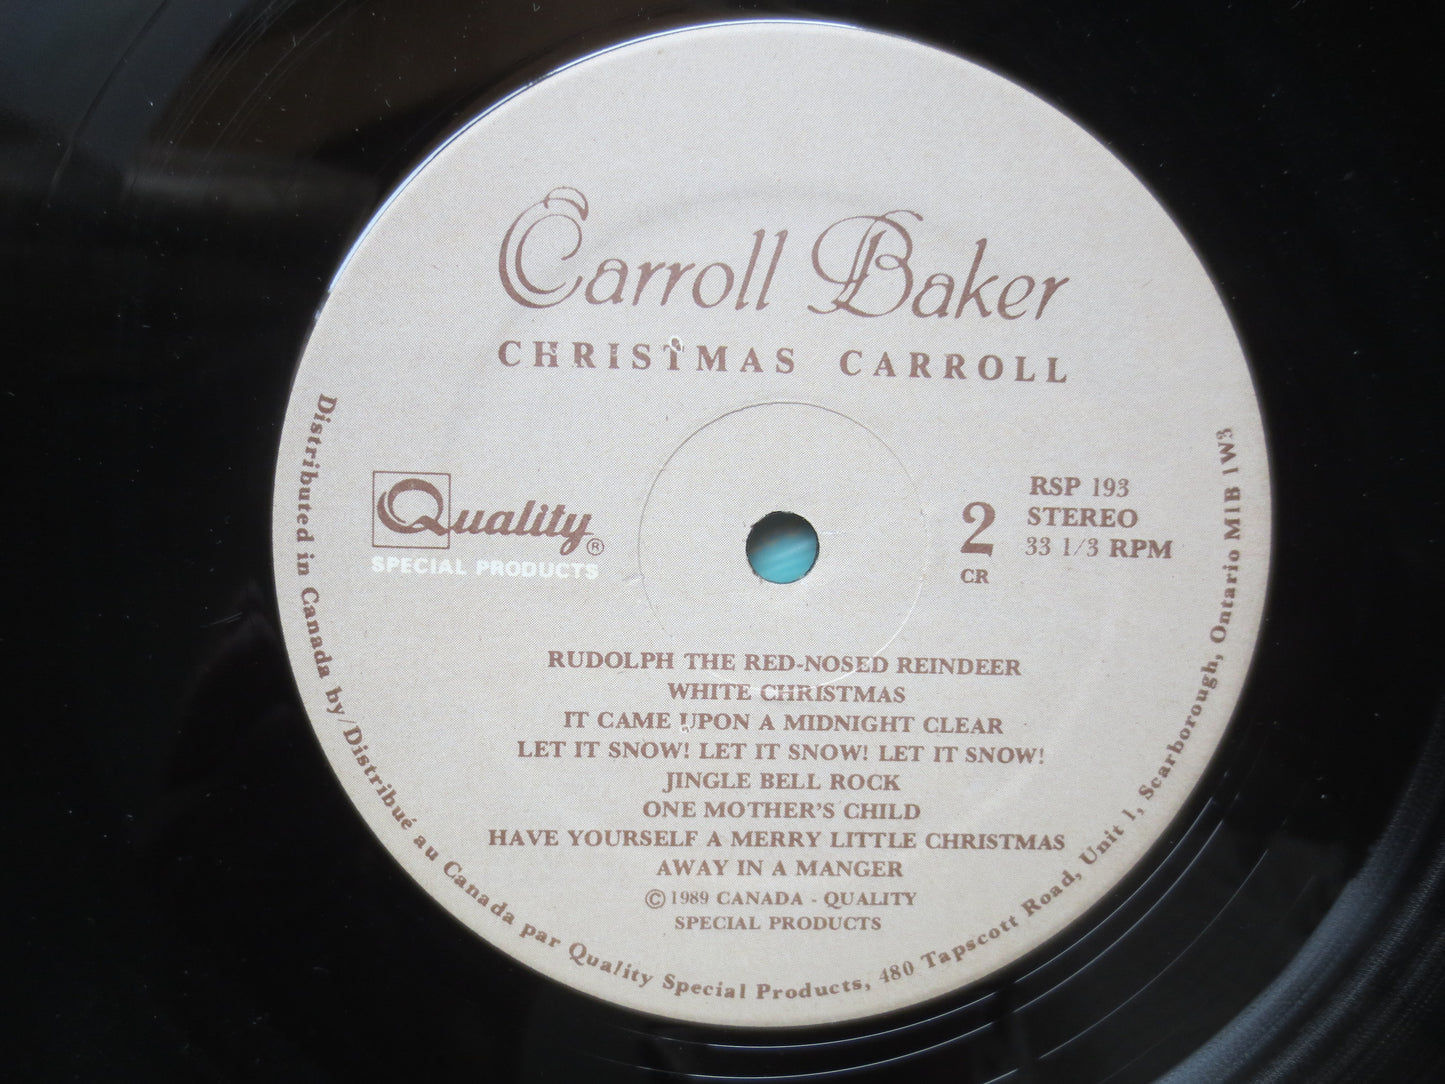 Carroll Baker
CHRISTMAS CARROLL
Quality ®
SPECIAL PRODUCTS
2
CR
RSP 193
STEREO
33 1/3 RPM
RUDOLPH THE RED-NOSED REINDEER
WHITE CHRISTMAS
IT CAME UPON A MIDNIGHT CLEAR
LET IT SNOW! LET IT SNOW! LET IT SNOW!
JINGLE BELL ROCK
ONE MOTHER'S CHILD
HAVE YOURSELF A MERRY LITTLE CHRISTMAS
AWAY IN A MANGER
© 1989 CANADA - QUALITY
SPECIAL PRODUCTS
Distributed in Canada by/Distribué au Canada par Quality Special Products, 480 Tapscott Road, Unit 1, Scarborough, Ontario M1B 1W3